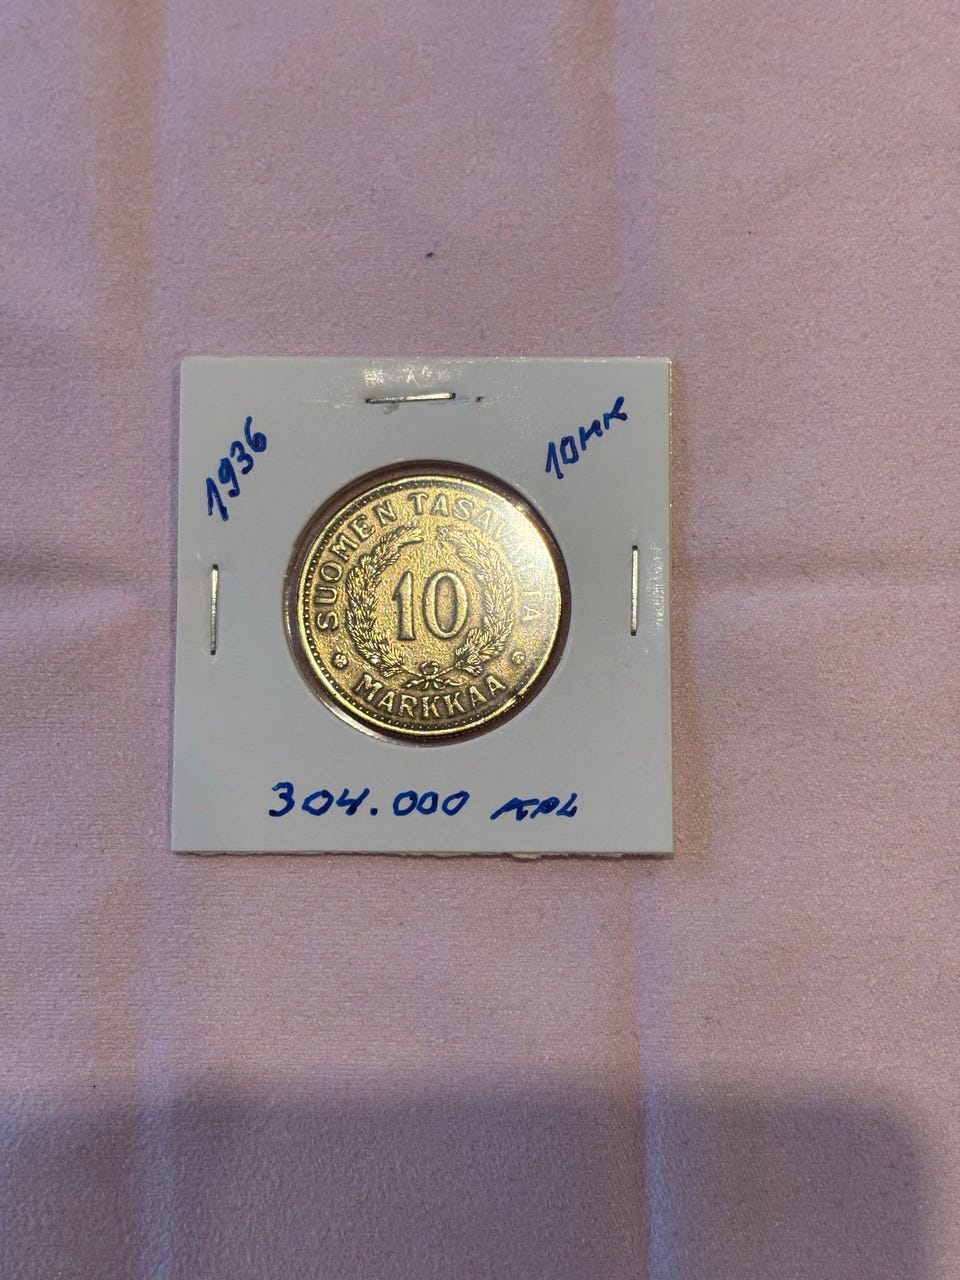 1936
10MK
SUOMEN TASAVALTA
10
MARKKAA
304.000 KPL